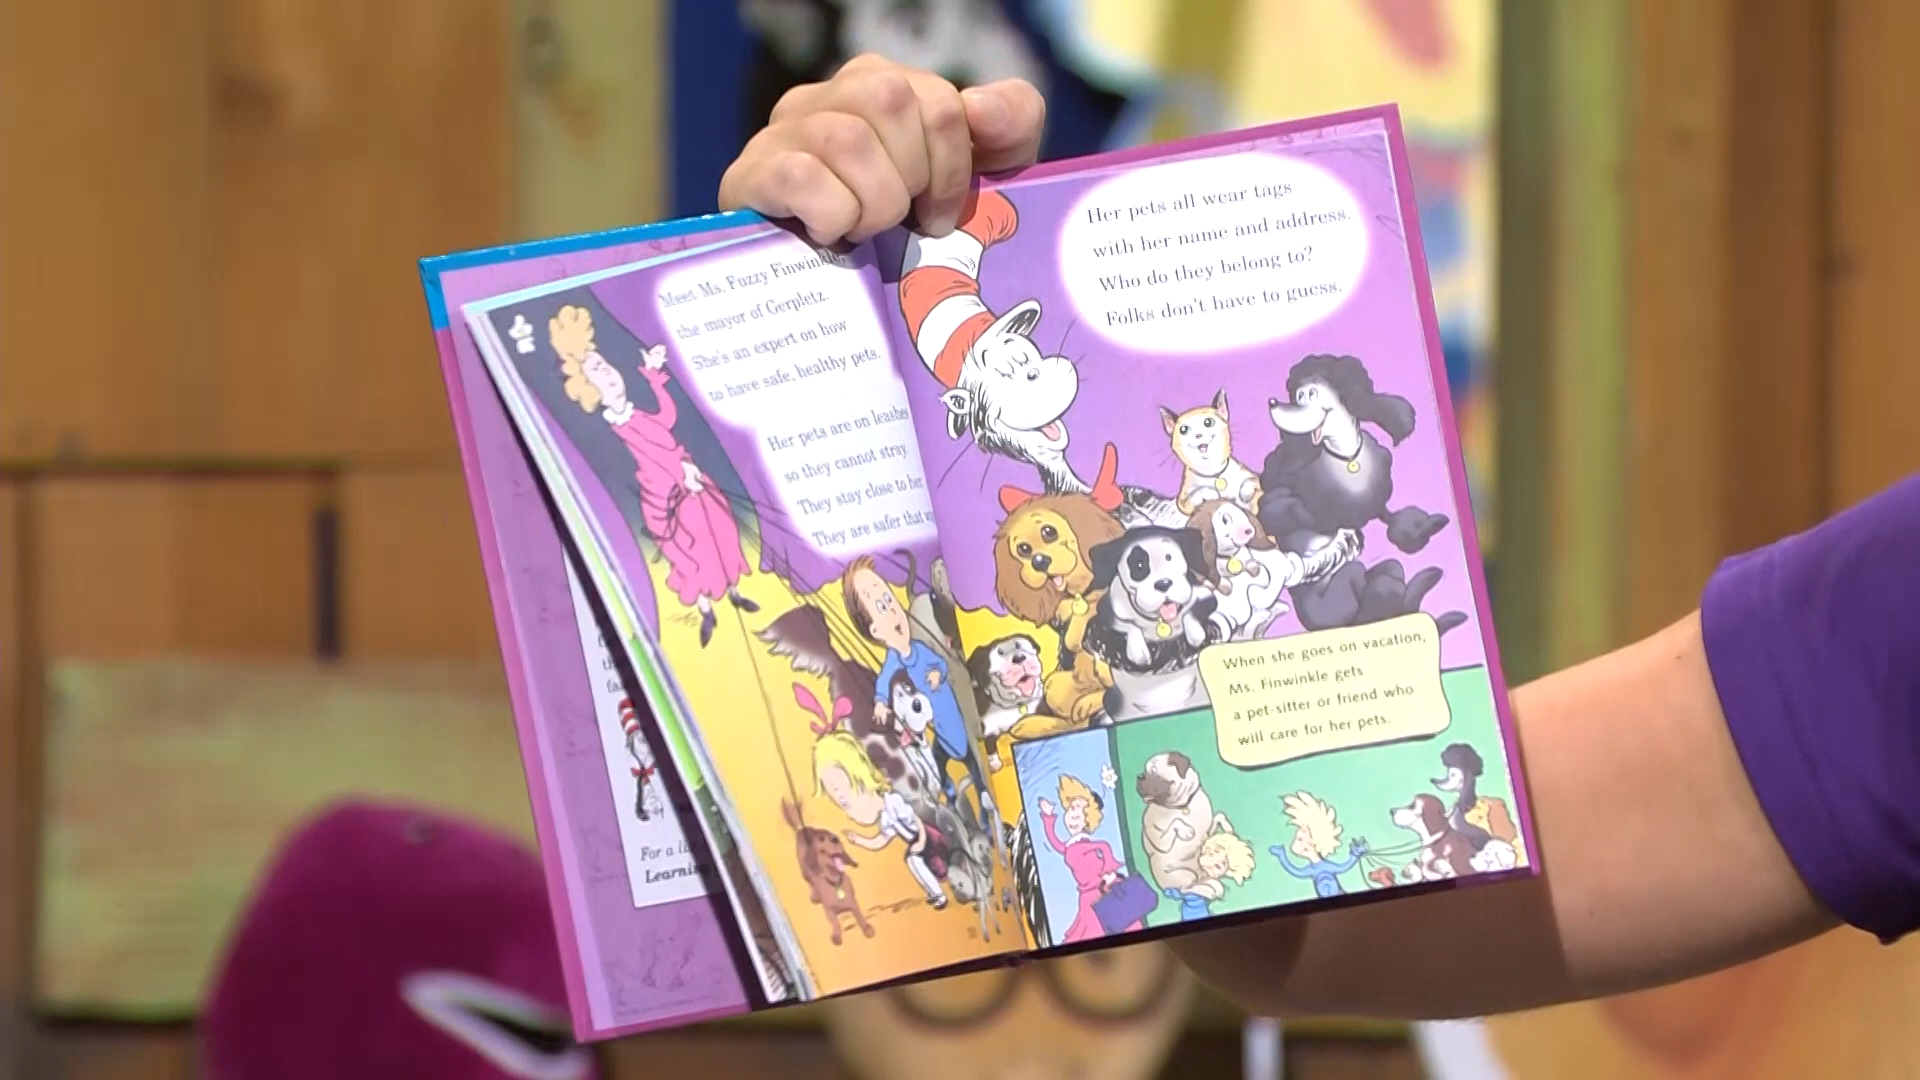 Meet Ms. Fuzzy Finwinkle,
the mayor of Gerpletz.
She's an expert on how
to have safe, healthy pets.
Her pets are on leashes
so they cannot stray.
They stay close to her.
They are safer that
Her pets all wear tags
with her name and address.
Who do they belong to?
Folks don't have to guess.
When she goes on vacation,
Ms. Finwinkle gets
a pet-sitter or friend who
will care for her pets.
For a